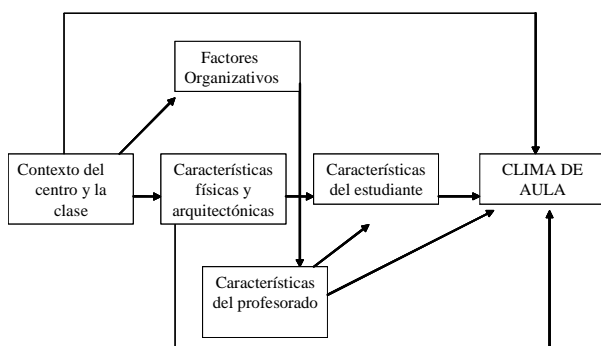 Factores
Organizativos
Contexto del
centro y la
clase
Características
físicas y
arquitectónicas
Características
del estudiante
CLIMA DE
AULA
Características
del profesorado